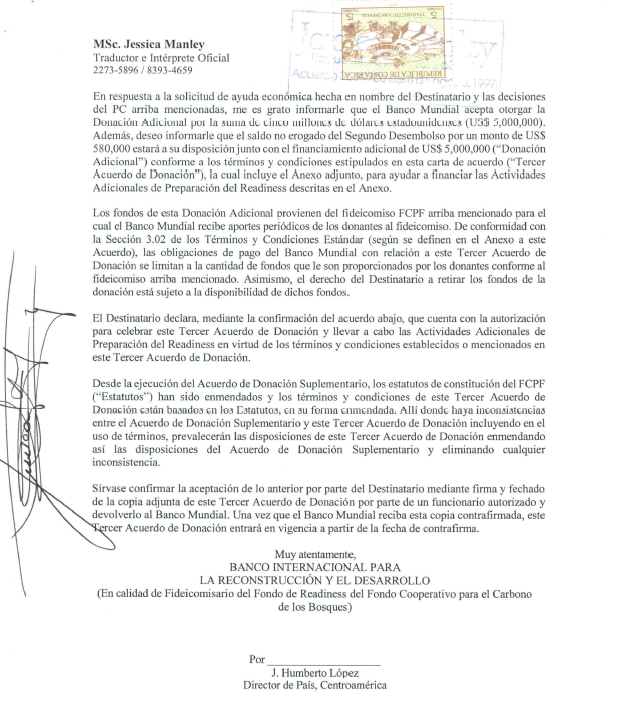 MSc. Jessica Manley
Traductor e Intérprete Oficial
2273-5896 / 8393-4659
5
5
TIMBRE DE ARCHIVOS
REPUBLICA DE COSTA RICA
En respuesta a la solicitud de ayuda económica hecha en nombre del Destinatario y las decisiones
del PC arriba mencionadas, me es grato informarle que el Banco Mundial acepta otorgar la
Donación Adicional por la suma de cinco millones de dólares estadounidenses (US$ 5,000,000).
Además, deseo informarle que el saldo no erogado del Segundo Desembolso por un monto de US$
580,000 estará a su disposición junto con el financiamiento adicional de US$ 5,000,000 (“Donación
Adicional”) conforme a los términos y condiciones estipulados en esta carta de acuerdo (“Tercer
Acuerdo de Donación”), la cual incluye el Anexo adjunto, para ayudar a financiar las Actividades
Adicionales de Preparación del Readiness descritas en el Anexo.
Los fondos de esta Donación Adicional provienen del fideicomiso FCPF arriba mencionado para el
cual el Banco Mundial recibe aportes periódicos de los donantes al fideicomiso. De conformidad con
la Sección 3.02 de los Términos y Condiciones Estándar (según se definen en el Anexo a este
Acuerdo), las obligaciones de pago del Banco Mundial con relación a este Tercer Acuerdo de
Donación se limitan a la cantidad de fondos que le son proporcionados por los donantes conforme al
fideicomiso arriba mencionado. Asimismo, el derecho del Destinatario a retirar los fondos de la
donación está sujeto a la disponibilidad de dichos fondos.
El Destinatario declara, mediante la confirmación del acuerdo abajo, que cuenta con la autorización
para celebrar este Tercer Acuerdo de Donación y llevar a cabo las Actividades Adicionales de
Preparación del Readiness en virtud de los términos y condiciones establecidos o mencionados en
este Tercer Acuerdo de Donación.
Desde la ejecución del Acuerdo de Donación Suplementario, los estatutos de constitución del FCPF
(“Estatutos”) han sido enmendados y los términos y condiciones de este Tercer Acuerdo de
Donación están basados en los Estatutos, en su forma enmendada. Allí donde haya inconsistencias
entre el Acuerdo de Donación Suplementario y este Tercer Acuerdo de Donación incluyendo en el
uso de términos, prevalecerán las disposiciones de este Tercer Acuerdo de Donación enmendando
así las disposiciones del Acuerdo de Donación Suplementario y eliminando cualquier
inconsistencia.
Sírvase confirmar la aceptación de lo anterior por parte del Destinatario mediante firma y fechado
de la copia adjunta de este Tercer Acuerdo de Donación por parte de un funcionario autorizado y
devolverlo al Banco Mundial. Una vez que el Banco Mundial reciba esta copia contrafirmada, este
Tercer Acuerdo de Donación entrará en vigencia a partir de la fecha de contrafirma.
Muy atentamente,
BANCO INTERNACIONAL PARA
LA RECONSTRUCCIÓN Y EL DESARROLLO
(En calidad de Fideicomisario del Fondo de Readiness del Fondo Cooperativo para el Carbono
de los Bosques)
Por
J. Humberto López
Director de País, Centroamérica